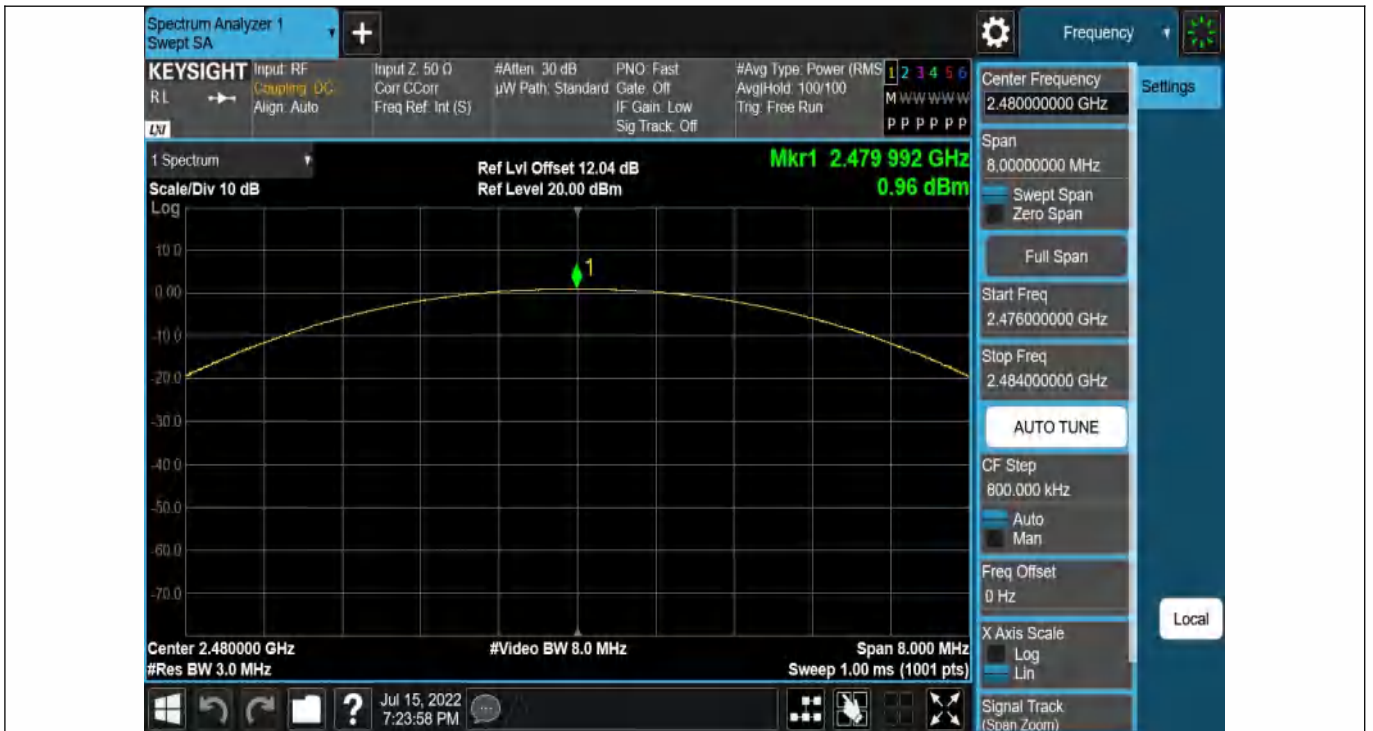 Spectrum Analyzer 1
Swept SA
+
Frequency
KEYSIGHT
RL
LXI
Input: RF
Coupling: DC
Align: Auto
Input Z: 50 Ω
Corr CCorr
Freq Ref: Int (S)
#Atten: 30 dB
µW Path: Standard
PNO: Fast
Gate: Off
IF Gain: Low
Sig Track: Off
#Avg Type: Power (RMS
Avg|Hold: 100/100
Trig: Free Run
1 2 3 4 5 6
M W W W W W
P P P P P P
1 Spectrum
Scale/Div 10 dB
Log
Ref Lvl Offset 12.04 dB
Ref Level 20.00 dBm
Mkr1 2.479 992 GHz
0.96 dBm
10.0
1
0.00
-10.0
-20.0
-30.0
-40.0
-50.0
-60.0
-70.0
Center 2.480000 GHz
#Res BW 3.0 MHz
#Video BW 8.0 MHz
Span 8.000 MHz
Sweep 1.00 ms (1001 pts)
Center Frequency
2.480000000 GHz
Settings
Span
8.00000000 MHz
Swept Span
Zero Span
Full Span
Start Freq
2.476000000 GHz
Stop Freq
2.484000000 GHz
AUTO TUNE
CF Step
800.000 kHz
Auto
Man
Freq Offset
0 Hz
X Axis Scale
Log
Lin
Local
Signal Track
(Span Zoom)
?
Jul 15, 2022
7:23:58 PM